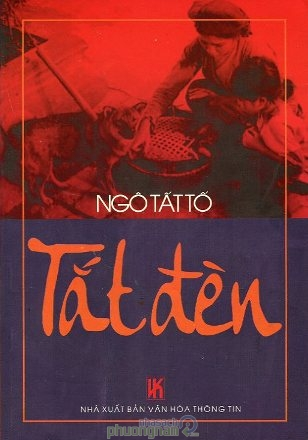 NGÔ TẤT TỐ
Tắt đèn
NHÀ XUẤT BẢN VĂN HÓA THÔNG TIN